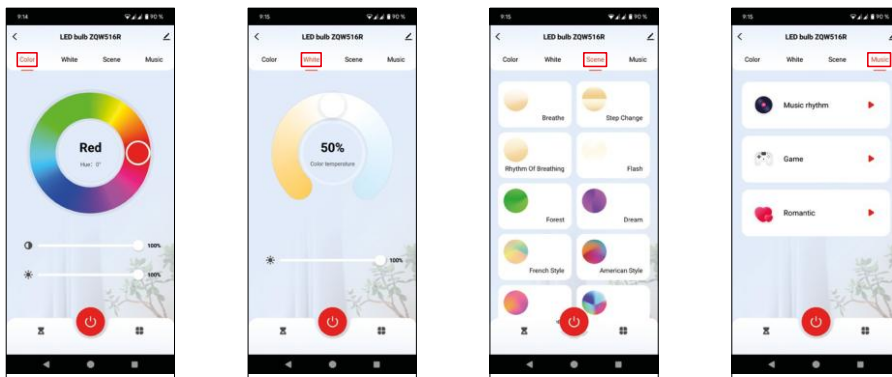 9:14
90 %
LED bulb ZQW516R
Color White Scene Music
Red
Hue: 0°
100%
100%
9:15
90 %
LED bulb ZQW516R
Color White Scene Music
50%
Color temperature
100%
9:15
90 %
LED bulb ZQW516R
Color White Scene Music
Breathe Step Change
Rhythm Of Breathing Flash
Forest Dream
French Style American Style
9:15
90 %
LED bulb ZQW516R
Color White Scene Music
Music rhythm
Game
Romantic